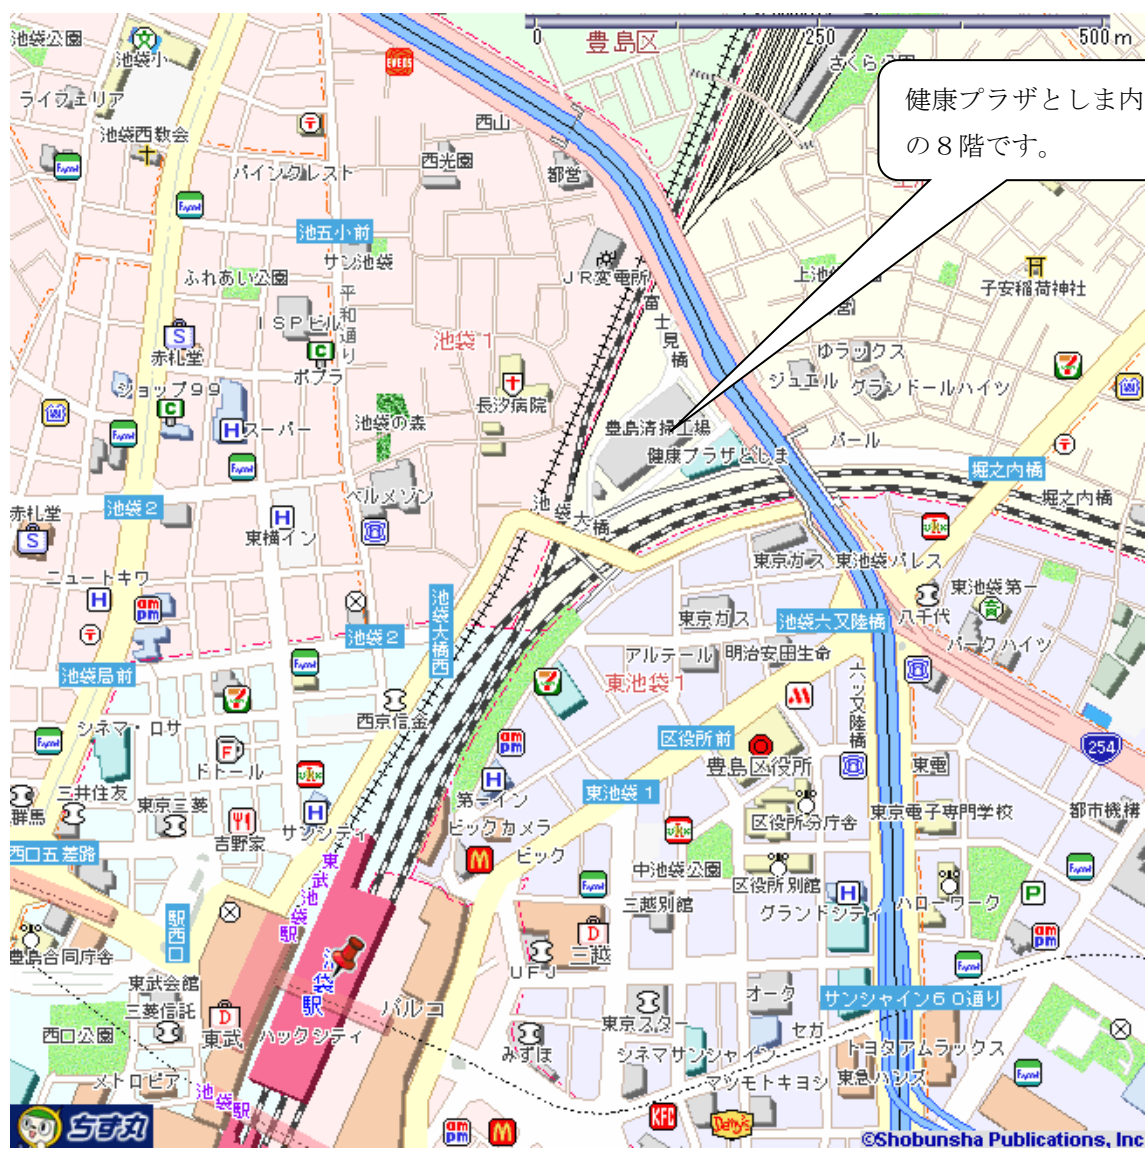 0 250 500 m
豊島区
池袋公園
池袋小
さくら公園
健康プラザとしま内
の８階です。
ライフェリア
池袋西教会
パインクレスト
西山
西光園
都営
池五小前
サン池袋
ふれあい公園
平和通り
ISPビル
JR変電所
富士見橋
子安稲荷神社
赤札堂
ポプラ
池袋1
長汐病院
ゆラックス
ジュエル
グランドールハイツ
ショップ99
スーパー
池袋の森
豊島清掃工場
健康プラザとしま
パール
堀之内橋
堀之内橋
池袋2
ベルメゾン
池袋大橋
赤札堂
東横イン
東京ガス
東池袋パレス
ニュートキワ
池袋大橋西
東池袋第一
八千代
東京ガス
池袋六又陸橋
パークハイツ
池袋2
池袋局前
アルテール
明治安田生命
東池袋1
六ッ又陸橋
シネマ・ロサ
西京信金
区役所前
254
豊島区役所
東電
ドトール
三井住友
東京三菱
群馬
第一イン
東池袋1
区役所分庁舎
東京電子専門学校
都市機構
吉野家
サンシティ
ビックカメラ
ビック
西口五差路
東武池袋駅
中池袋公園
区役所別館
グランドシティ
ハローワーク
駅西口
三越別館
豊島合同庁舎
UFJ
三越
東武会館
三菱信託
池袋駅
パルコ
オーク
サンシャイン60通り
西口公園
東武
ハックシティ
東京スター
セガ
みずほ
シネマサンシャイン
トヨタアムラックス
メトロピア
マツモトキヨシ
東急ハンズ
池袋駅
KFC
Denny's
ちず丸
©Shobunsha Publications, Inc